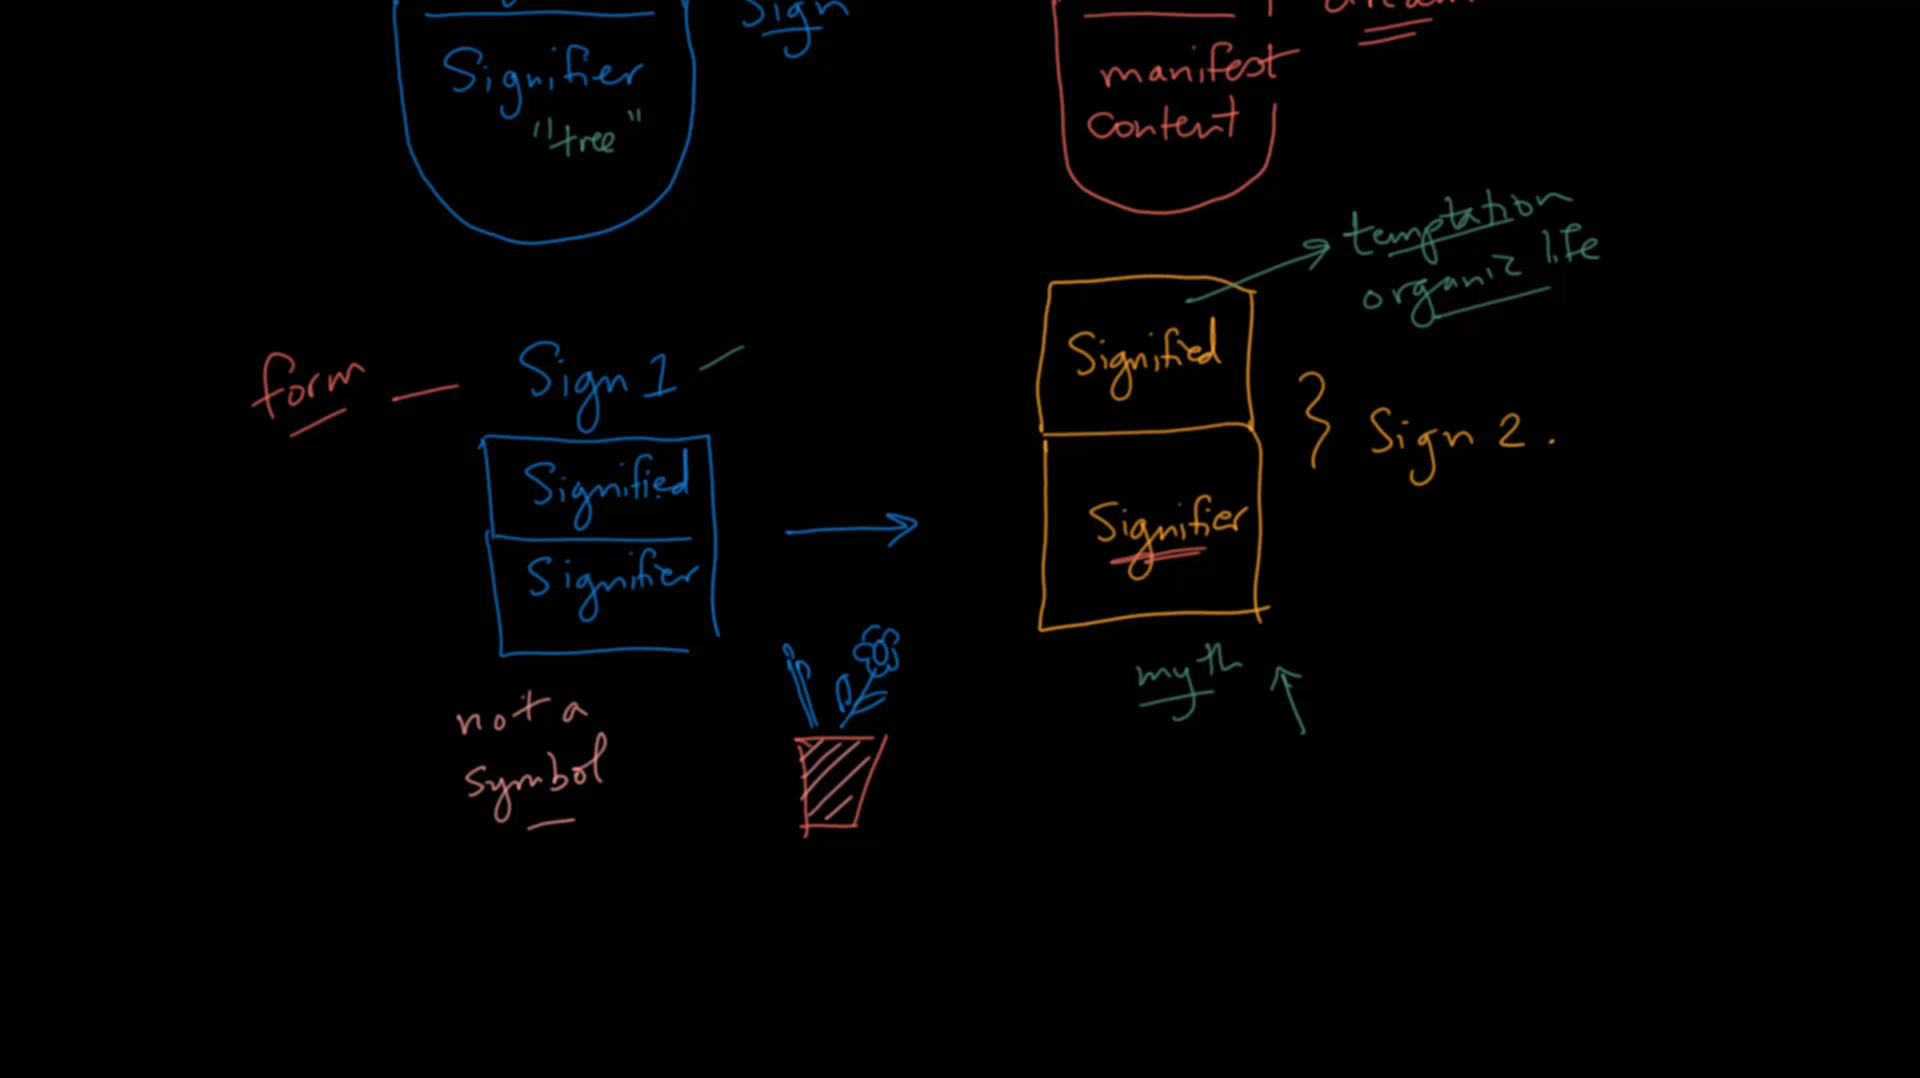 Sign
Signifier
"tree"
manifest
content
temptation
organic life
form
Sign 1
Signified
Signifier
Signified
Signifier
Sign 2.
myth
not a
symbol